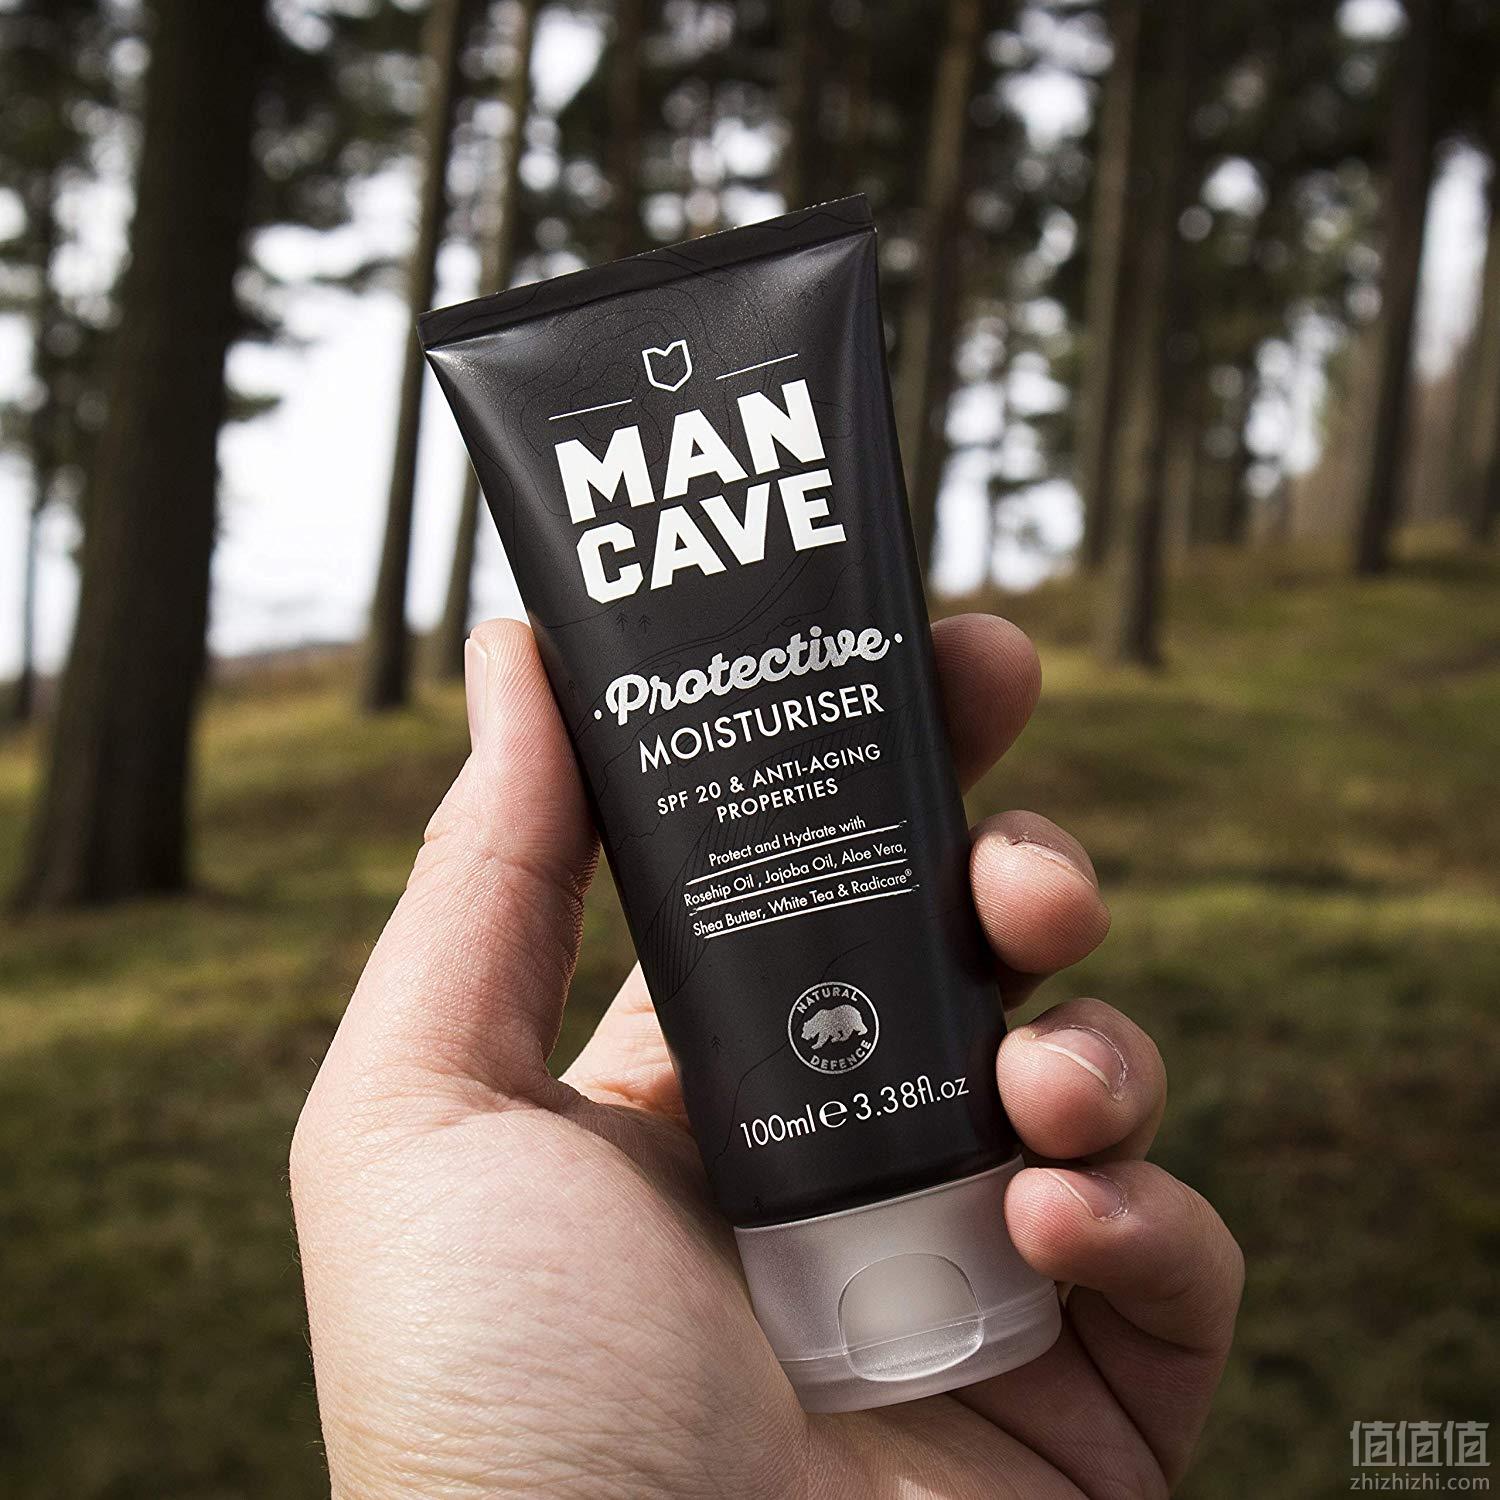 MAN
CAVE
Protective
MOISTURISER
SPF 20 & ANTI-AGING
PROPERTIES
Protect and Hydrate with
Rosehip Oil , Jojoba Oil, Aloe Vera,
Shea Butter, White Tea & Radicare®
NATURAL
DEFENCE
100ml ℮ 3.38fl.oz
值值值
zhizhizhi.com